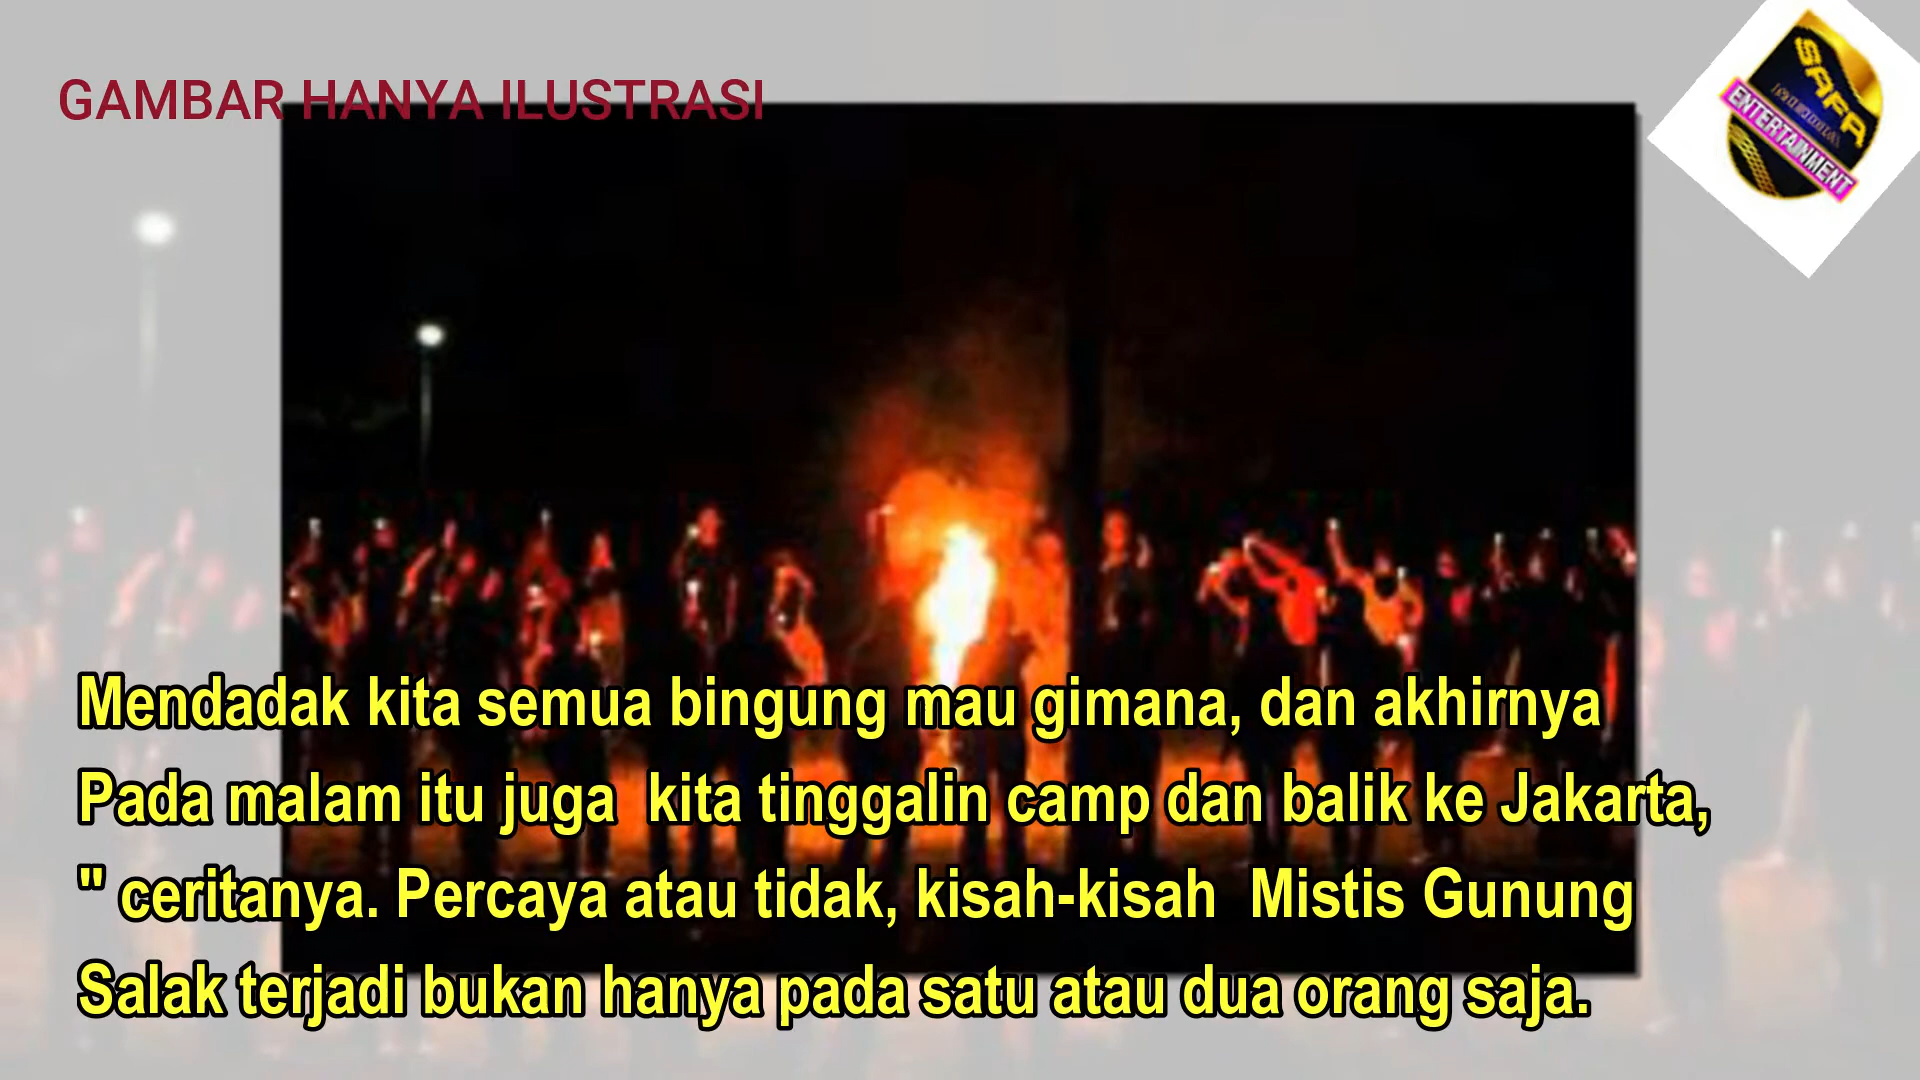 GAMBAR HANYA ILUSTRASI
SAFA
ENTERTAINMENT
Mendadak kita semua bingung mau gimana, dan akhirnya
Pada malam itu juga  kita tinggalin camp dan balik ke Jakarta,
" ceritanya. Percaya atau tidak, kisah-kisah  Mistis Gunung
Salak terjadi bukan hanya pada satu atau dua orang saja.